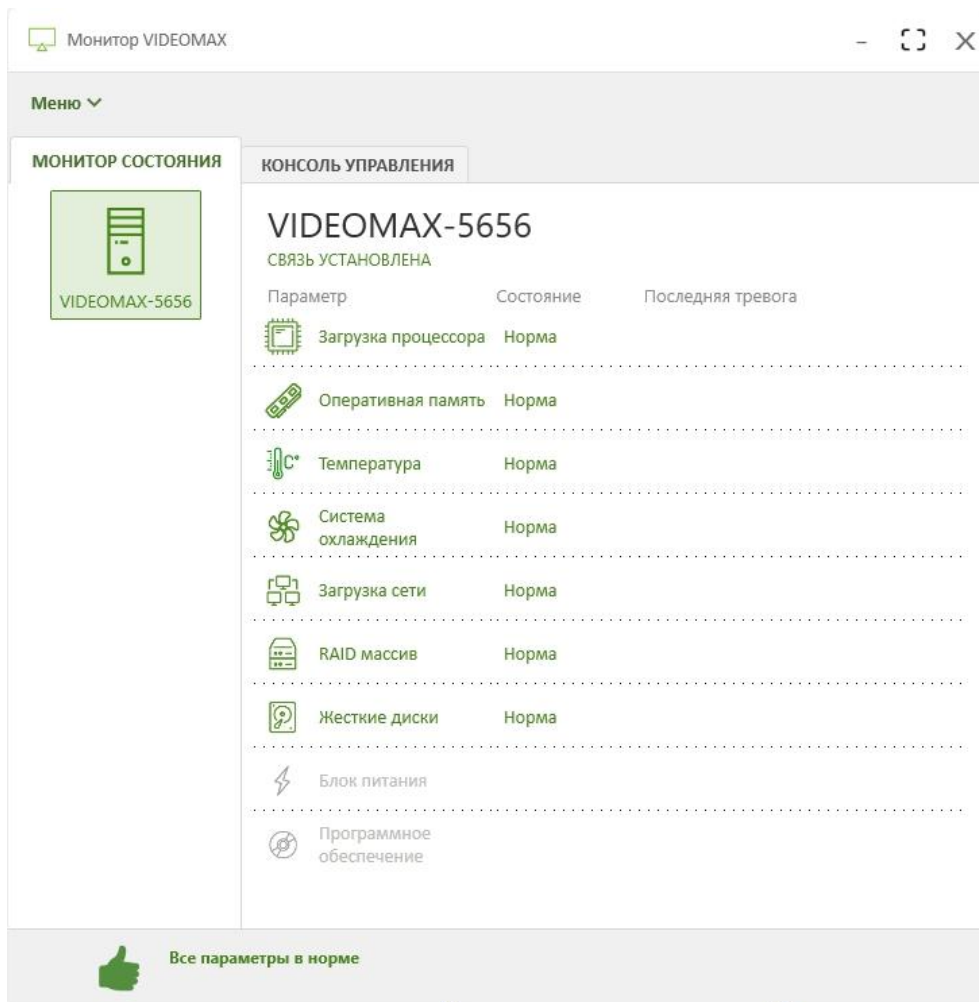 Монитор VIDEOMAX
Меню
МОНИТОР СОСТОЯНИЯ
КОНСОЛЬ УПРАВЛЕНИЯ
VIDEOMAX-5656
VIDEOMAX-5656
СВЯЗЬ УСТАНОВЛЕНА
Параметр Состояние Последняя тревога
Загрузка процессора Норма
Оперативная память Норма
C° Температура Норма
Система
охлаждения Норма
Загрузка сети Норма
RAID массив Норма
Жесткие диски Норма
Блок питания
Программное
обеспечение
Все параметры в норме